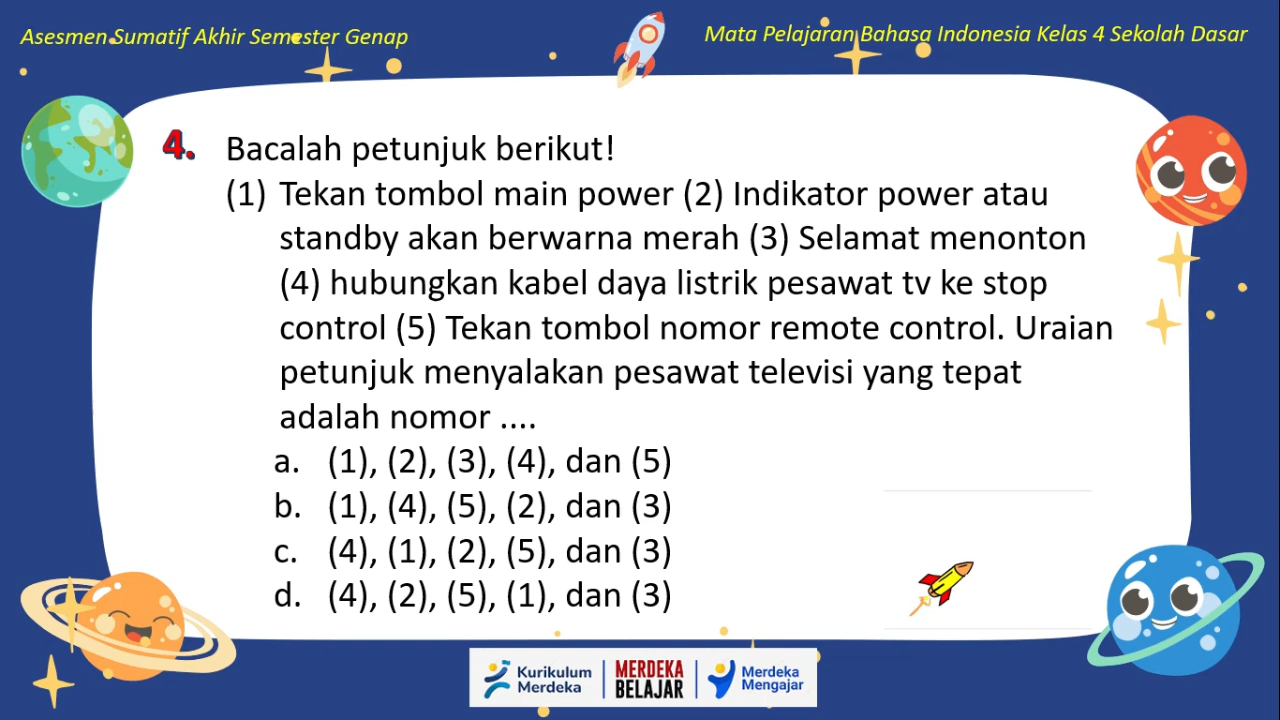 Asesmen Sumatif Akhir Semester Genap
Mata Pelajaran Bahasa Indonesia Kelas 4 Sekolah Dasar
4. Bacalah petunjuk berikut!
(1) Tekan tombol main power (2) Indikator power atau
standby akan berwarna merah (3) Selamat menonton
(4) hubungkan kabel daya listrik pesawat tv ke stop
control (5) Tekan tombol nomor remote control. Uraian
petunjuk menyalakan pesawat televisi yang tepat
adalah nomor ....
a. (1), (2), (3), (4), dan (5)
b. (1), (4), (5), (2), dan (3)
c. (4), (1), (2), (5), dan (3)
d. (4), (2), (5), (1), dan (3)
Kurikulum
Merdeka
MERDEKA
BELAJAR
Merdeka
Mengajar